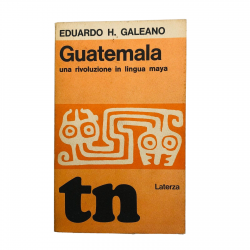 EDUARDO H. GALEANO
Guatemala
una rivoluzione in lingua maya
tn
Laterza